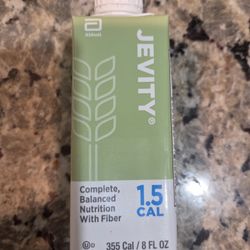 Abbott
JEVITY®
Complete,
Balanced
Nutrition
With Fiber
1.5
CAL
355 Cal / 8 FL OZ